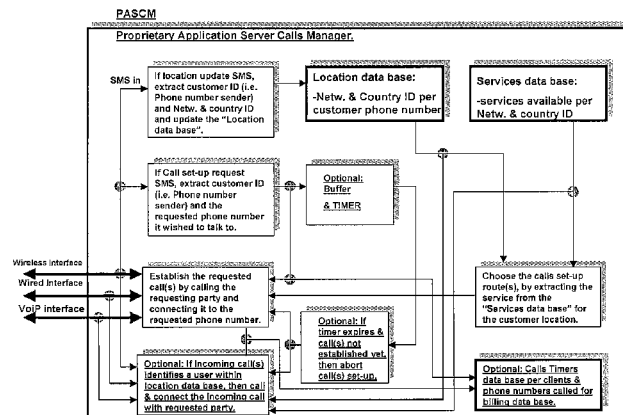 PASCM
Proprietary Application Server Calls Manager.
SMS in
If location update SMS,
extract customer ID (i.e.
Phone number sender)
and Netw. & country ID
and update the "Location
data base".
Location data base:
-Netw. & Country ID per
customer phone number
Services data base:
-services available per
Netw. & country ID
If Call set-up request
SMS, extract customer ID
(i.e. Phone number
sender) and the
requested phone number
it wished to talk to.
Optional:
Buffer
& TIMER
Wireless Interface
Wired Interface
VoiP interface
Establish the requested
call(s) by calling the
requesting party and
connecting it to the
requested phone number.
Choose the calls set-up
route(s), by extracting the
service from the
"Services data base" for
the customer location.
Optional: If
timer expires &
call(s) not
established yet,
then abort
call(s) set-up.
Optional: If Incoming call(s)
identifies a user within
location data base, then call
& connect the Incoming call
with requested party.
Optional: Calls Timers
data base per clients &
phone numbers called for
billing data base.